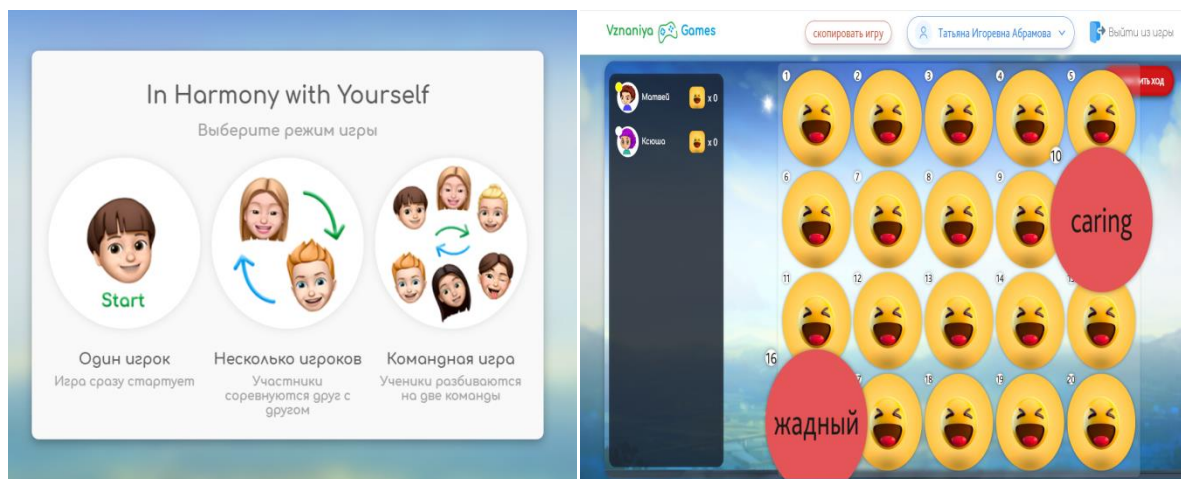 In Harmony with Yourself
Выберите режим игры
Start
Один игрок
Игра сразу стартует
Несколько игроков
Участники
соревнуются друг с
другом
Командная игра
Ученики разбиваются
на две команды
Vznaniya Games
скопировать игру
Татьяна Игоревна Абрамова
Выйти из игры
Матвей x 0
Ксюша x 0
ход
1 2 3 4 5
6 7 8 9 10
caring
11 12 13 14
16 18 19 20
жадный